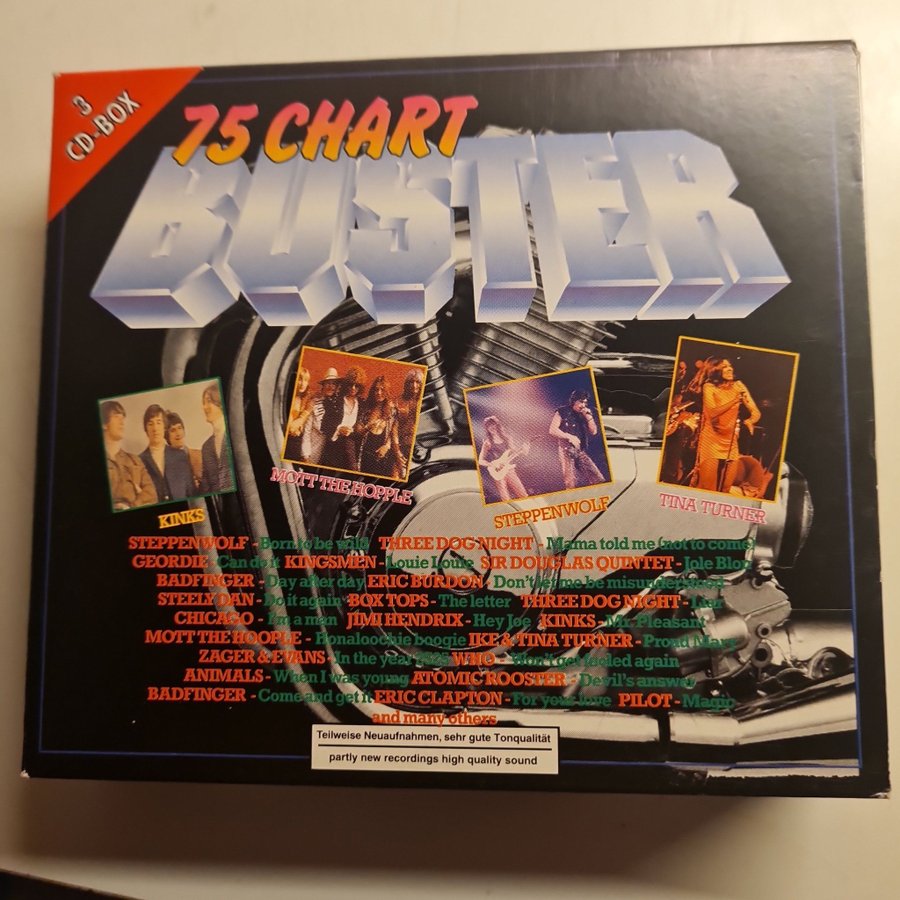 3
CD-BOX
75 CHART
BUSTER
KINKS
MOTT THE HOPPLE
STEPPENWOLF
TINA TURNER
STEPPENWOLF - Born to be wild THREE DOG NIGHT - Mama told me (not to come)
GEORDIE - Can do it KINGSMEN - Louie Louie SIR DOUGLAS QUINTET - Jole Blon
BADFINGER - Day after day ERIC BURDON - Don't let me be misunderstood
STEELY DAN - Do it again BOX TOPS - The letter THREE DOG NIGHT - Liar
CHICAGO - I'm a man JIMI HENDRIX - Hey Joe KINKS - Mr. Pleasant
MOTT THE HOOPLE - Honaloochie boogie IKE & TINA TURNER - Proud Mary
ZAGER & EVANS - In the year 2525 WHO - Won't get fooled again
ANIMALS - When I was young ATOMIC ROOSTER - Devil's answer
BADFINGER - Come and get it ERIC CLAPTON - For your love PILOT - Magic
and many others
Teilweise Neuaufnahmen, sehr gute Tonqualität
partly new recordings high quality sound